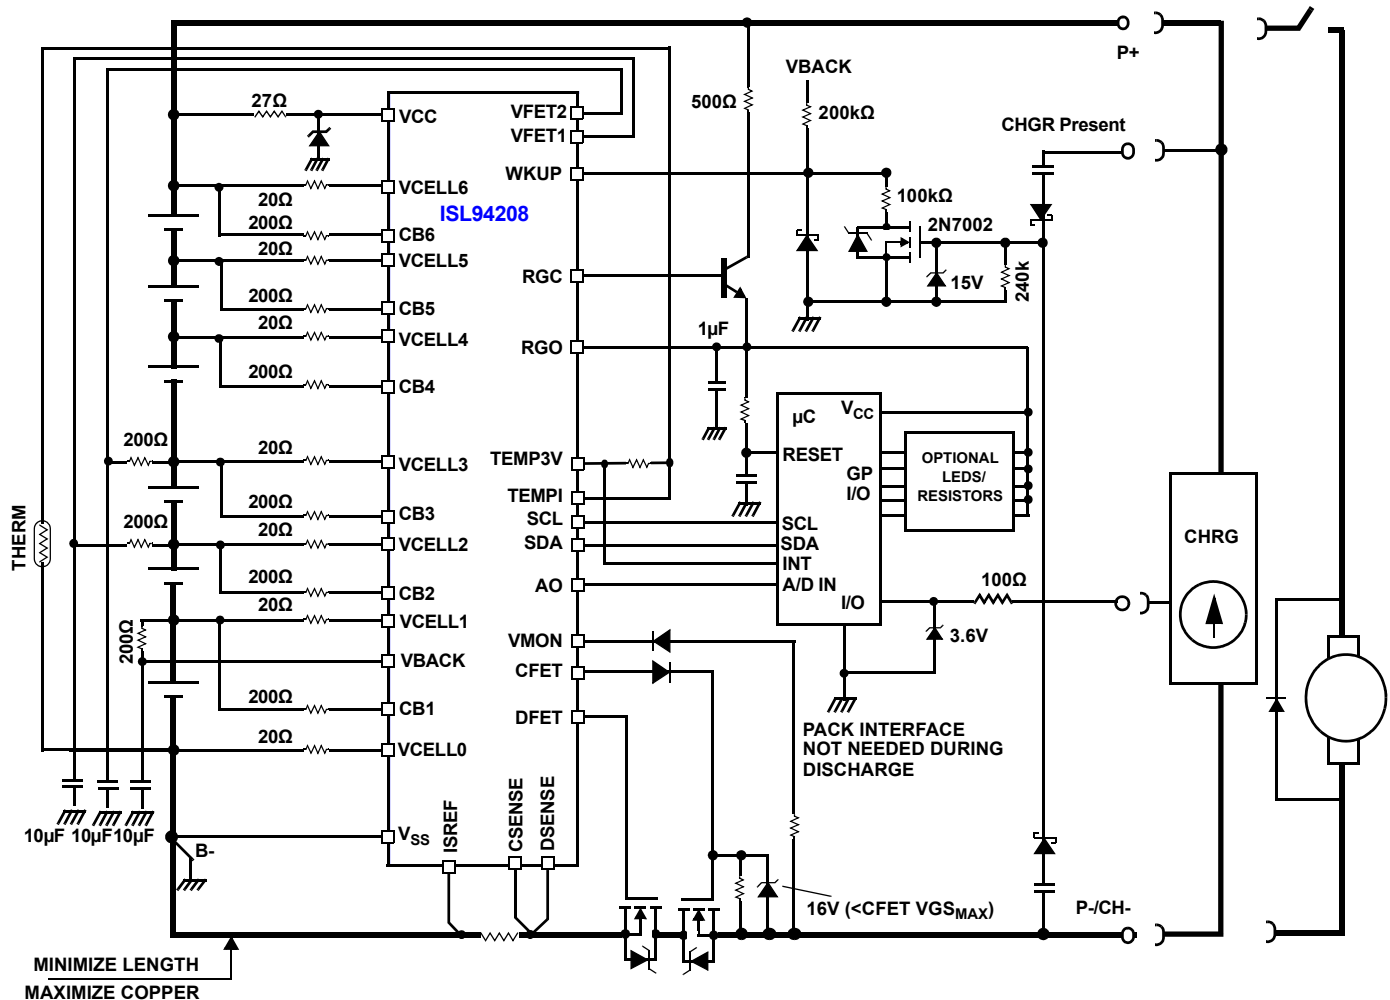 P+
VBACK
27Ω
VCC
VFET2
VFET1
500Ω
200kΩ
CHGR Present
WKUP
VCELL6
20Ω
ISL94208
100kΩ
200Ω
CB6
2N7002
20Ω
VCELL5
RGC
15V
240k
200Ω
CB5
20Ω
VCELL4
RGO
1µF
200Ω
CB4
µC
VCC
200Ω
20Ω
VCELL3
TEMP3V
RESET
GP
I/O
OPTIONAL
LEDS/
RESISTORS
TEMPI
200Ω
CB3
SCL
SCL
THERM
200Ω
20Ω
VCELL2
SDA
SDA
CHRG
INT
200Ω
CB2
AO
A/D IN
100Ω
20Ω
I/O
VCELL1
3.6V
200Ω
VMON
VBACK
CFET
200Ω
CB1
DFET
PACK INTERFACE
NOT NEEDED DURING
DISCHARGE
20Ω
VCELL0
ISREF
CSENSE
DSENSE
10µF
10µF
10µF
VSS
B-
16V (<CFET VGSMAX)
P-/CH-
MINIMIZE LENGTH
MAXIMIZE COPPER